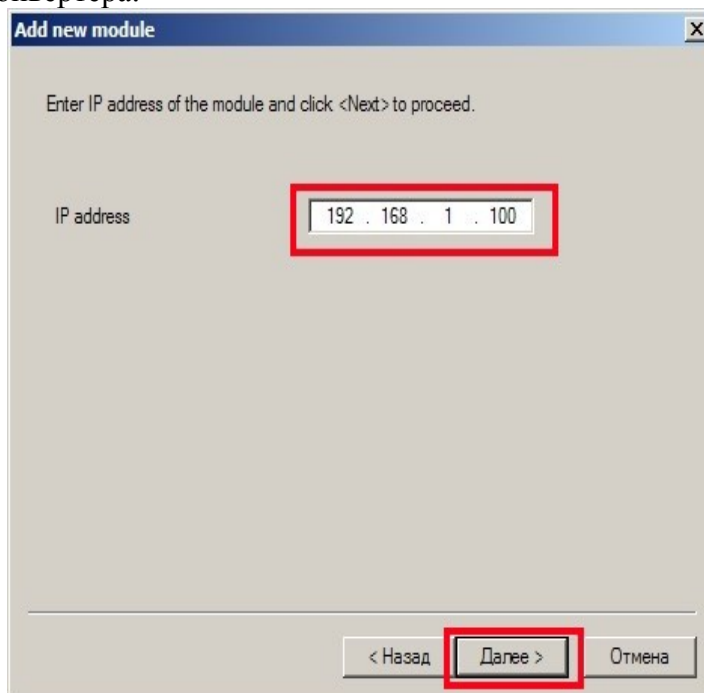 Add new module
Enter IP address of the module and click <Next> to proceed.
IP address 192 . 168 . 1 . 100
< Назад Далее > Отмена